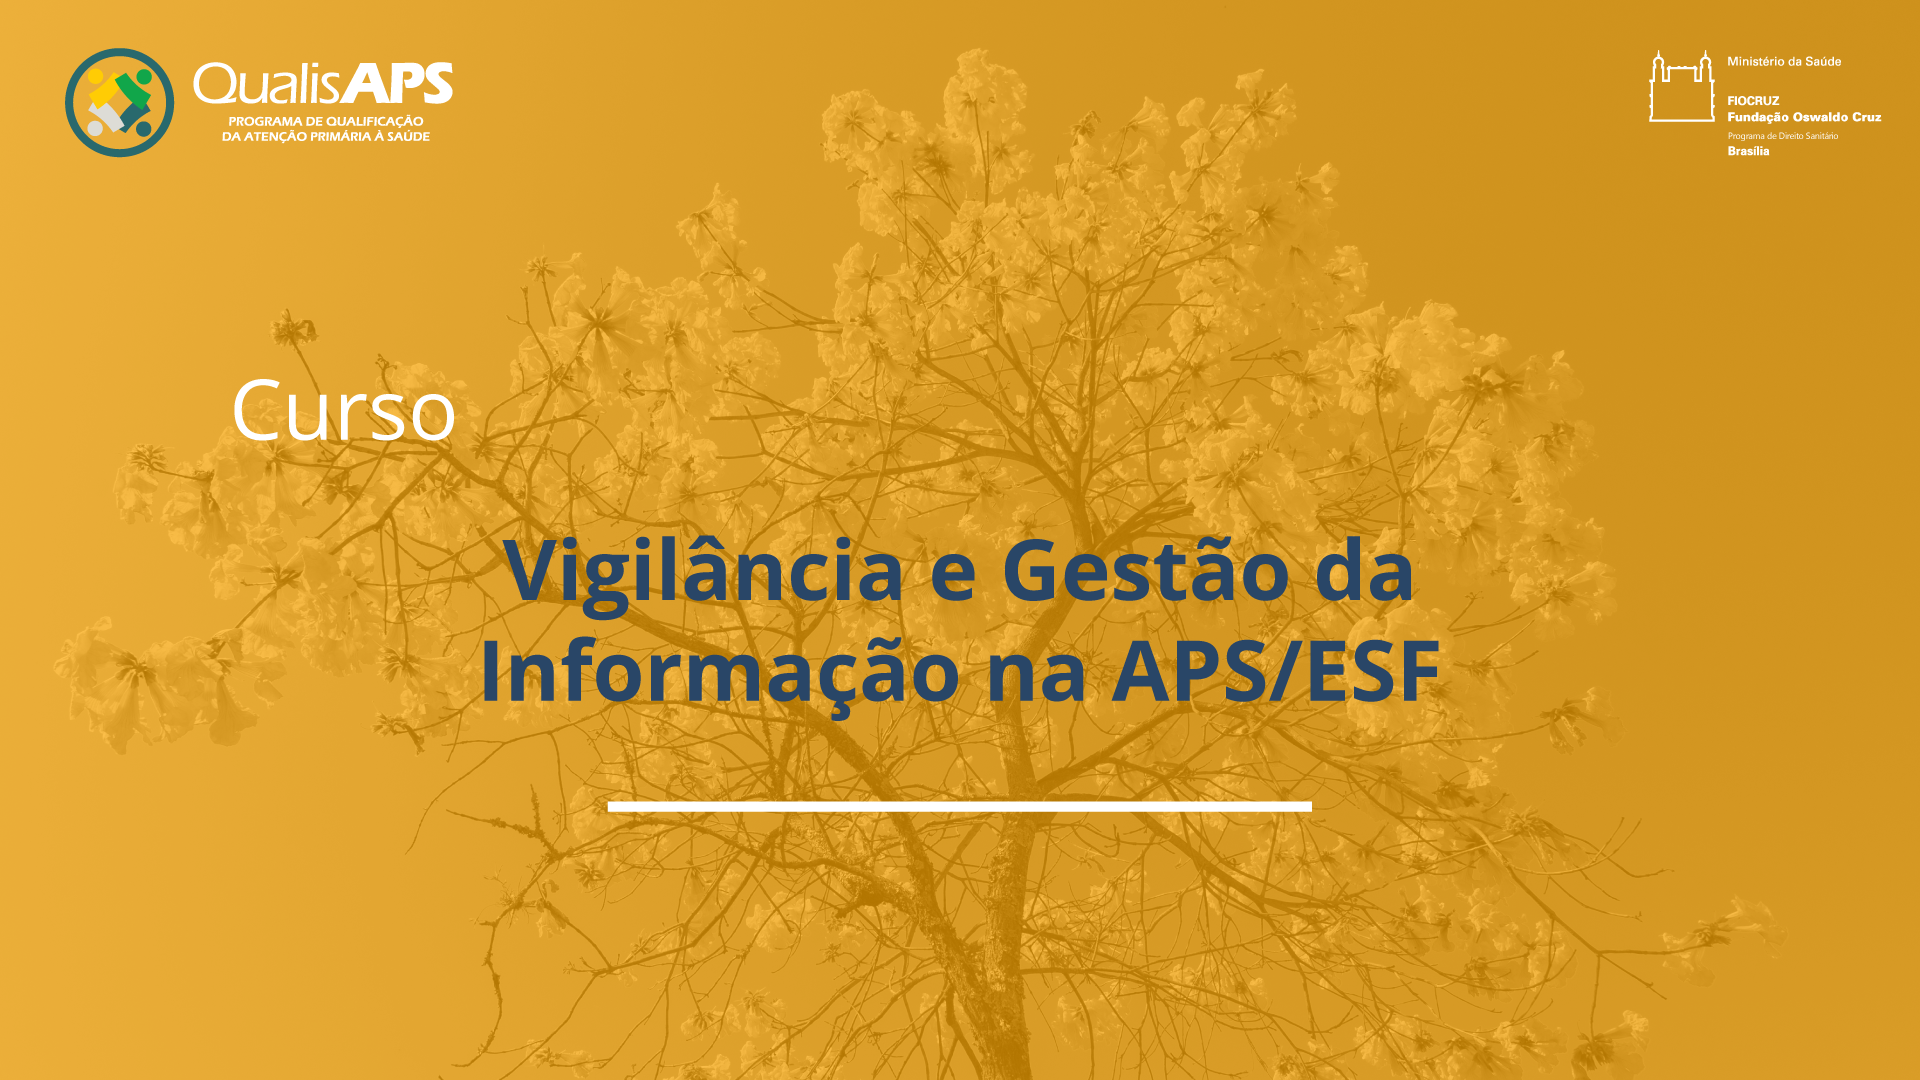 QualisAPS
PROGRAMA DE QUALIFICAÇÃO
DA ATENÇÃO PRIMÁRIA À SAÚDE
Ministério da Saúde
FIOCRUZ
Fundação Oswaldo Cruz
Programa de Direito Sanitário
Brasília
Curso
Vigilância e Gestão da
Informação na APS/ESF